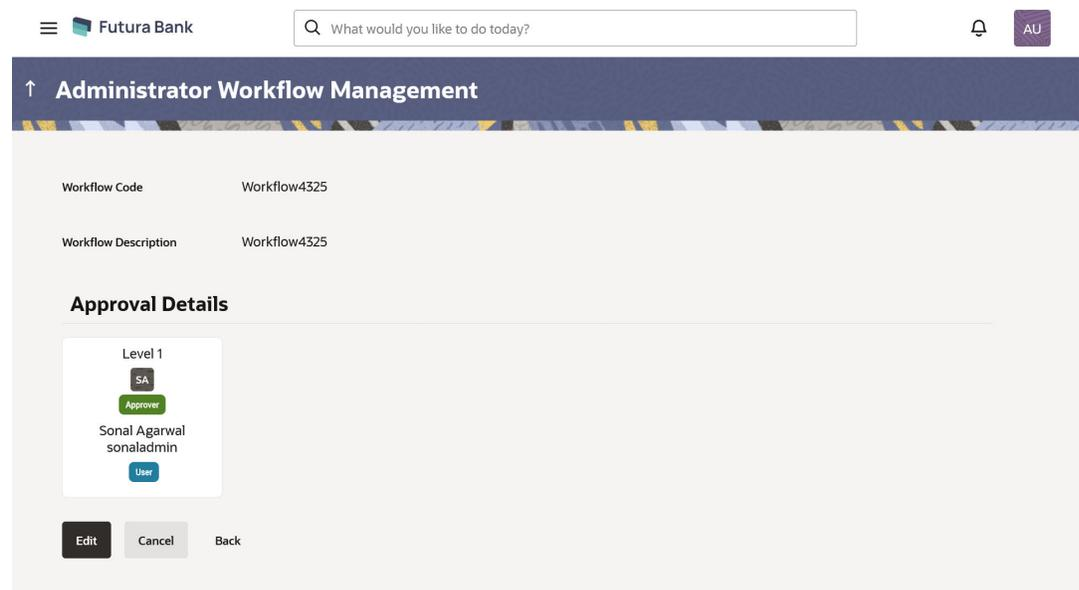 Futura Bank
What would you like to do today?
AU
Administrator Workflow Management
Workflow Code
Workflow4325
Workflow Description
Workflow4325
Approval Details
Level 1
SA
Approver
Sonal Agarwal
sonaladmin
User
Edit
Cancel
Back